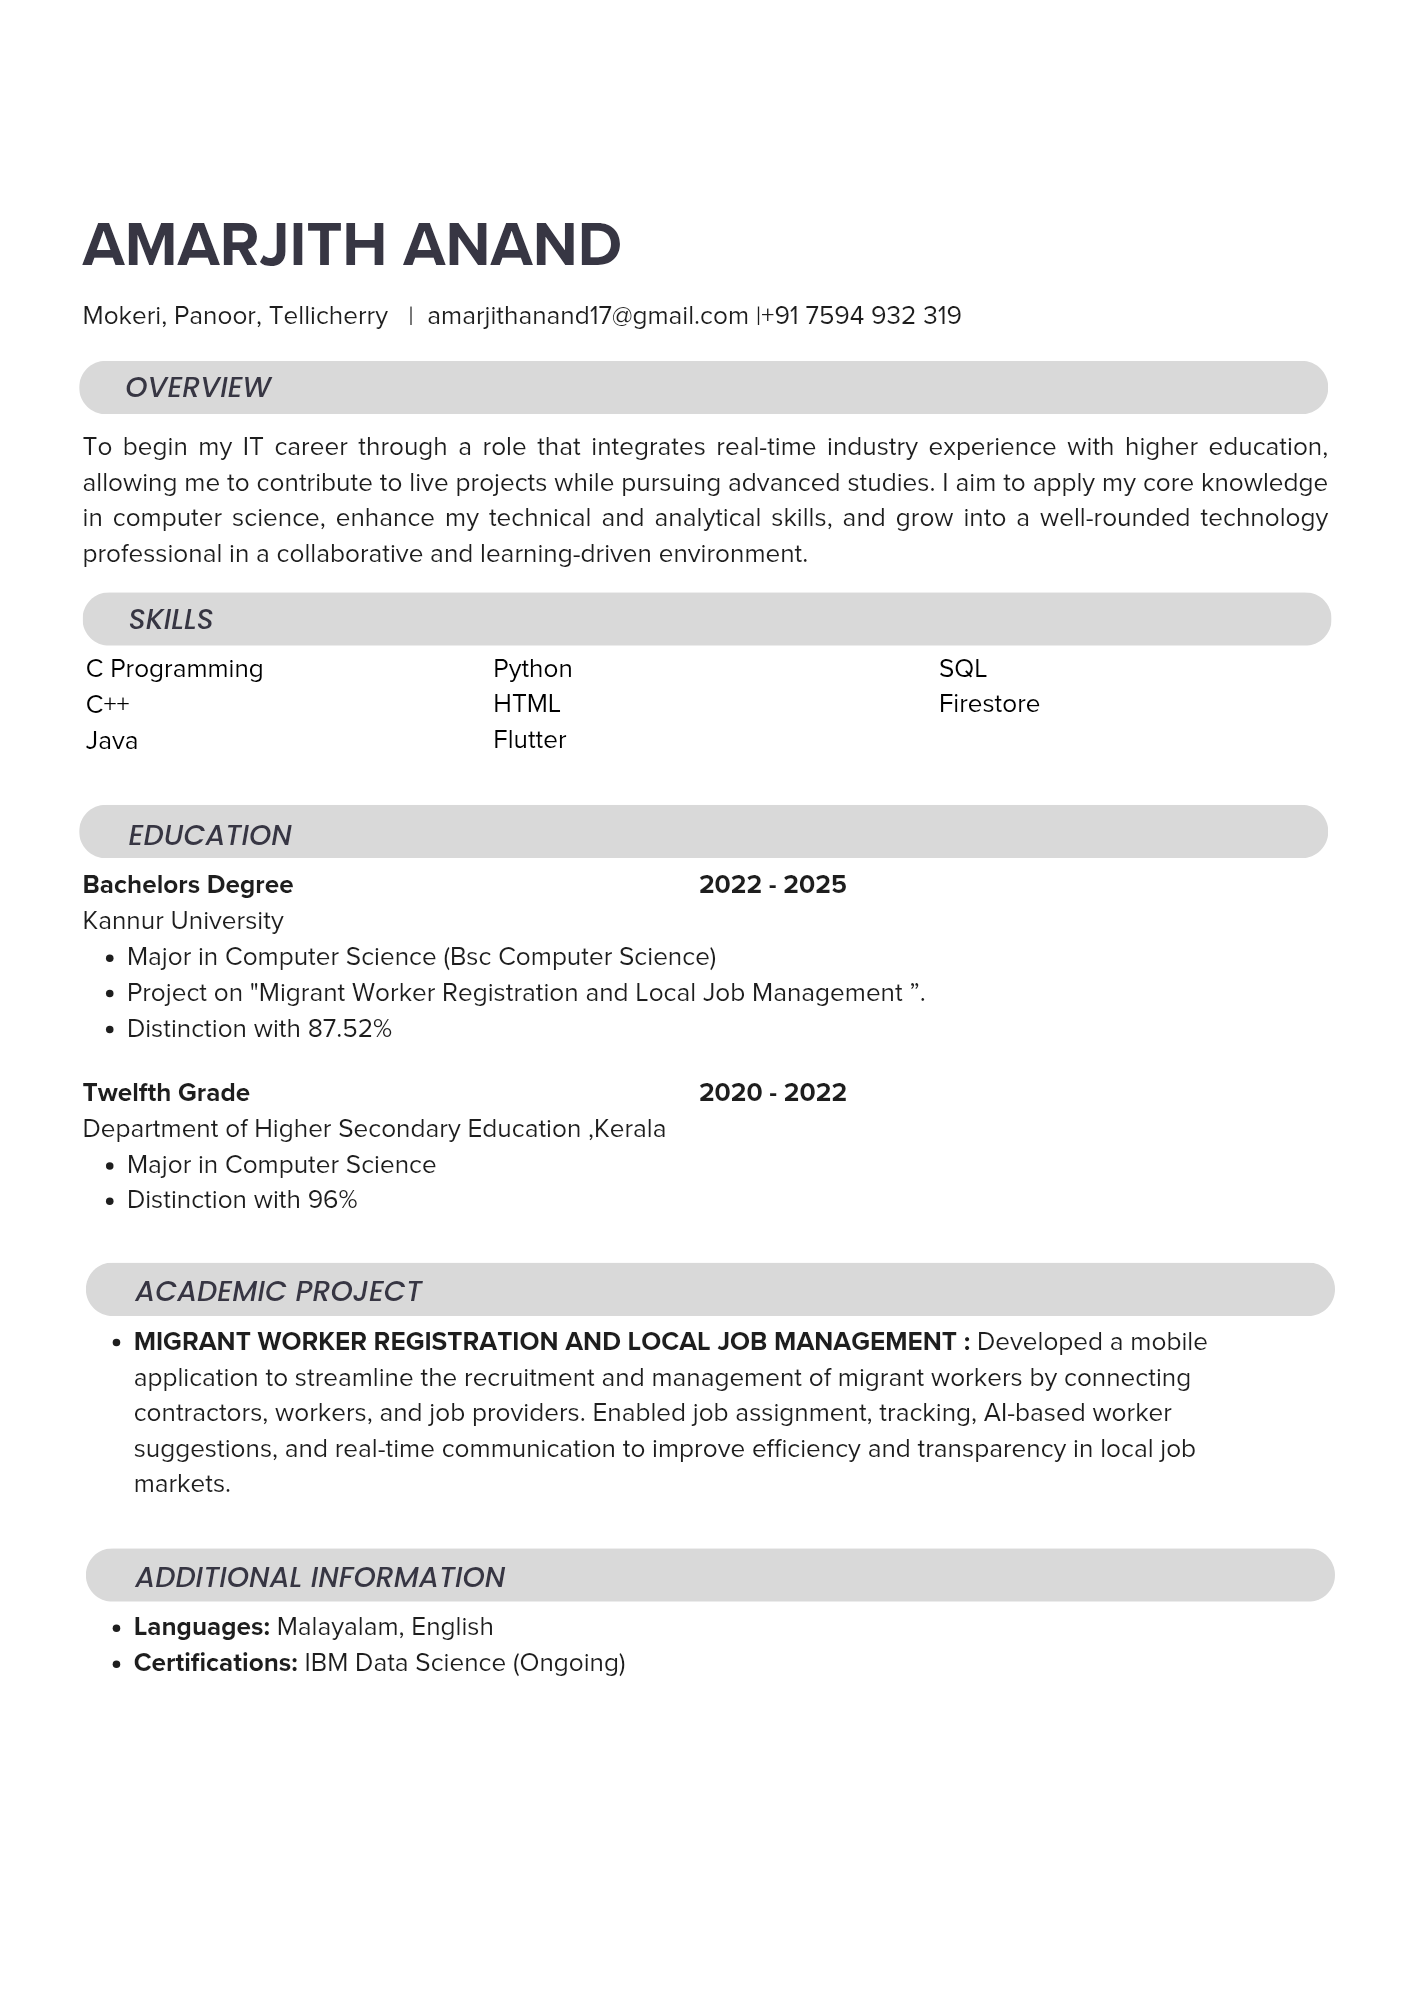 AMARJITH ANAND
Mokeri, Panoor, Tellicherry | amarjithanand17@gmail.com |+91 7594 932 319
OVERVIEW
To begin my IT career through a role that integrates real-time industry experience with higher education,
allowing me to contribute to live projects while pursuing advanced studies. I aim to apply my core knowledge
in computer science, enhance my technical and analytical skills, and grow into a well-rounded technology
professional in a collaborative and learning-driven environment.
SKILLS
C Programming Python SQL
C++ HTML Firestore
Java Flutter
EDUCATION
Bachelors Degree 2022 - 2025
Kannur University
• Major in Computer Science (Bsc Computer Science)
• Project on "Migrant Worker Registration and Local Job Management ”.
• Distinction with 87.52%
Twelfth Grade 2020 - 2022
Department of Higher Secondary Education ,Kerala
• Major in Computer Science
• Distinction with 96%
ACADEMIC PROJECT
• MIGRANT WORKER REGISTRATION AND LOCAL JOB MANAGEMENT : Developed a mobile
application to streamline the recruitment and management of migrant workers by connecting
contractors, workers, and job providers. Enabled job assignment, tracking, AI-based worker
suggestions, and real-time communication to improve efficiency and transparency in local job
markets.
ADDITIONAL INFORMATION
• Languages: Malayalam, English
• Certifications: IBM Data Science (Ongoing)